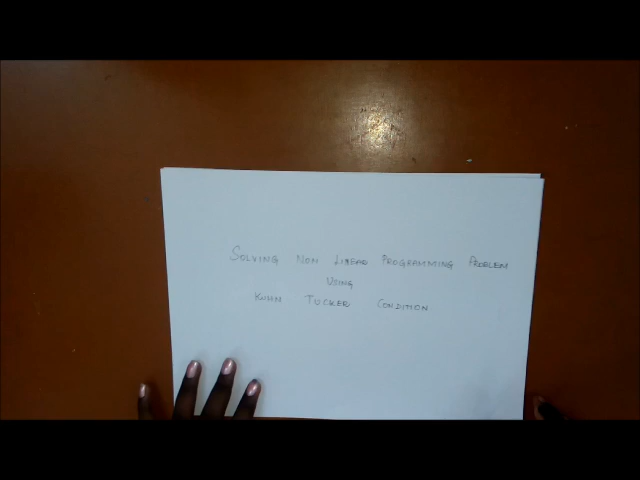 SOLVING NON LINEAR PROGRAMMING PROBLEM
USING
KUHN TUCKER CONDITION